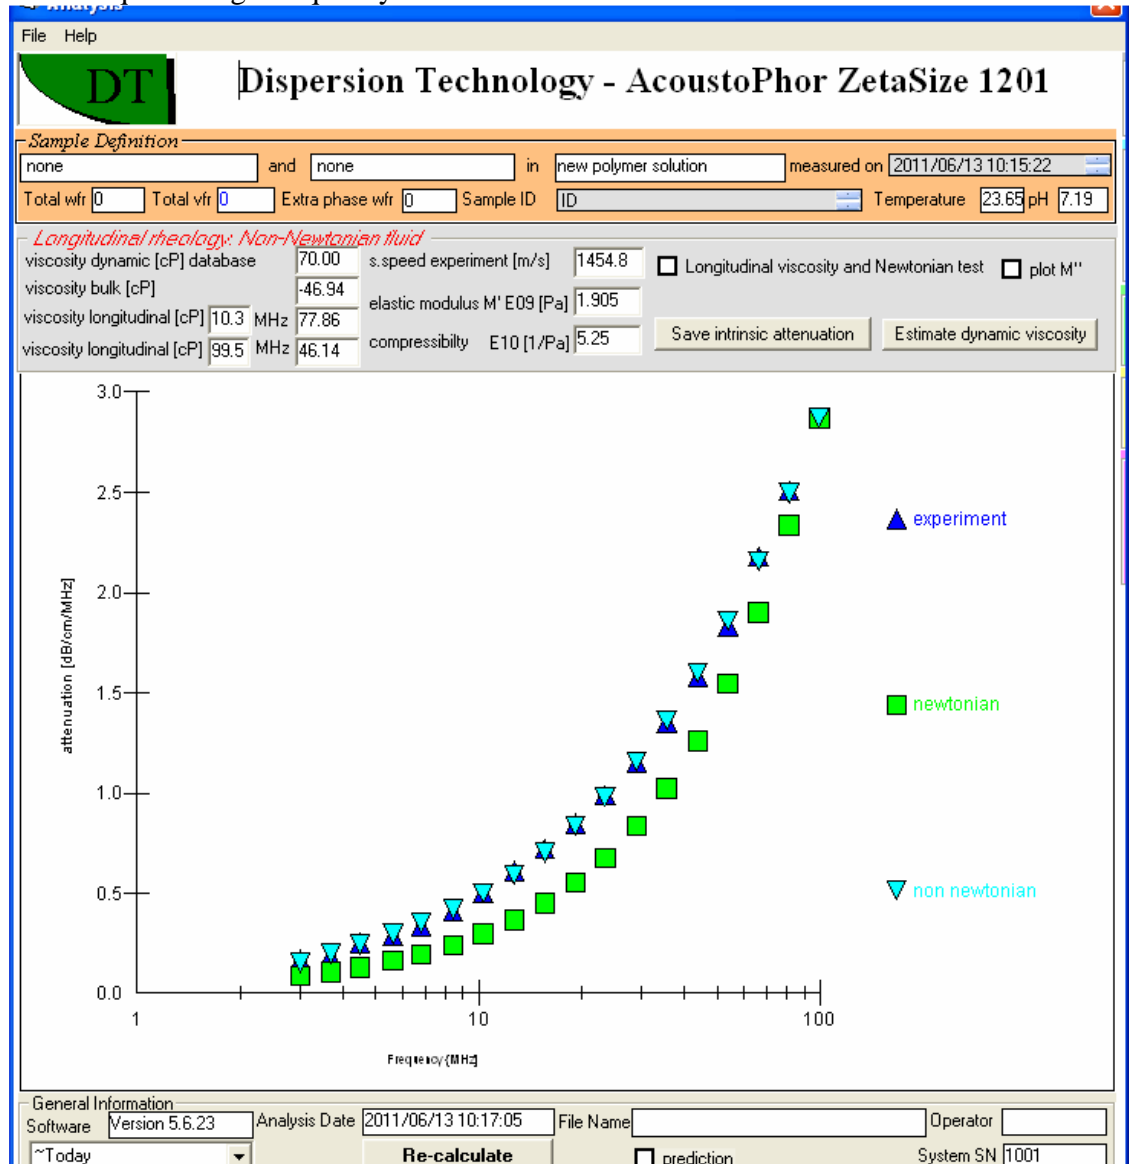 Analysis
File Help
DT Dispersion Technology - AcoustoPhor ZetaSize 1201
Sample Definition
none and none in new polymer solution measured on 2011/06/13 10:15:22
Total wfr 0 Total vfr 0 Extra phase wfr 0 Sample ID ID Temperature 23.65 pH 7.19
Longitudinal rheology: Non-Newtonian fluid
viscosity dynamic [cP] database 70.00 s.speed experiment [m/s] 1454.8 Longitudinal viscosity and Newtonian test plot M''
viscosity bulk [cP] -46.94
elastic modulus M' E09 [Pa] 1.905
viscosity longitudinal [cP] 10.3 MHz 77.86
Save intrinsic attenuation Estimate dynamic viscosity
viscosity longitudinal [cP] 99.5 MHz 46.14 compressibilty E10 [1/Pa] 5.25
3.0
2.5
experiment
2.0
attenuation [dB/cm/MHz]
1.5
newtonian
1.0
0.5
non newtonian
0.0
1 10 100
Frequency [MHz]
General Information
Software Version 5.6.23 Analysis Date 2011/06/13 10:17:05 File Name Operator
~Today Re-calculate prediction System SN 1001